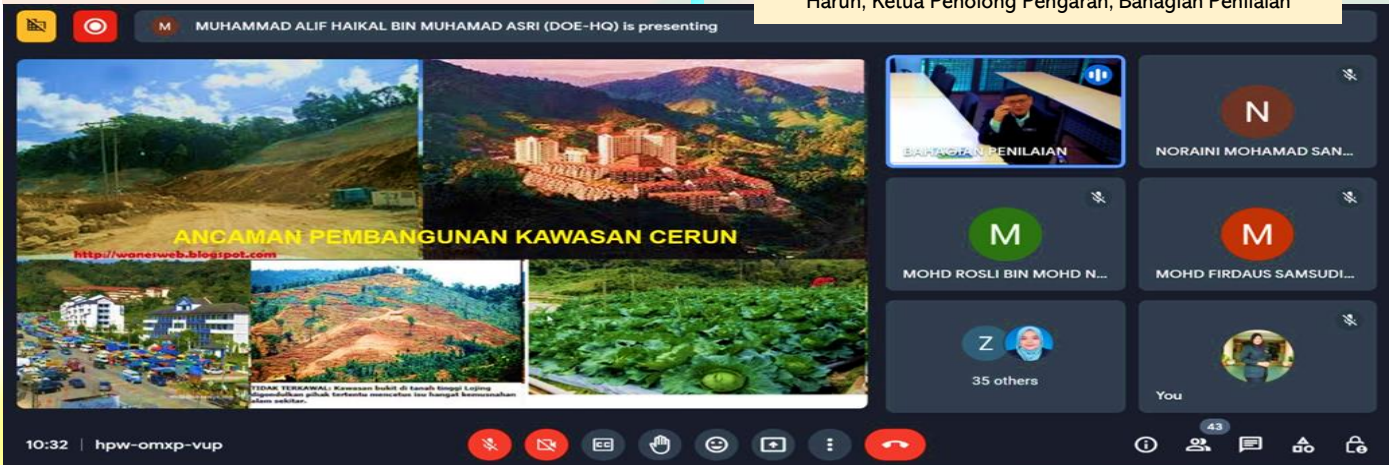 Harun, Ketua Penolong Pengarah, Bahagian Penilaian
M MUHAMMAD ALIF HAIKAL BIN MUHAMAD ASRI (DOE-HQ) is presenting
ANCAMAN PEMBANGUNAN KAWASAN CERUN
http://wanesweb.blogspot.com
TIDAK TERKAWAL: Kawasan bukit di tanah tinggi Lojing
digondolkan pihak tertentu mencetus isu hangat kemusnahan
alam sekitar.
BAHAGIAN PENILAIAN
N
NORAINI MOHAMAD SAN...
M
MOHD ROSLI BIN MOHD N...
M
MOHD FIRDAUS SAMSUDI...
Z
35 others
You
10:32 | hpw-omxp-vup
CC
43